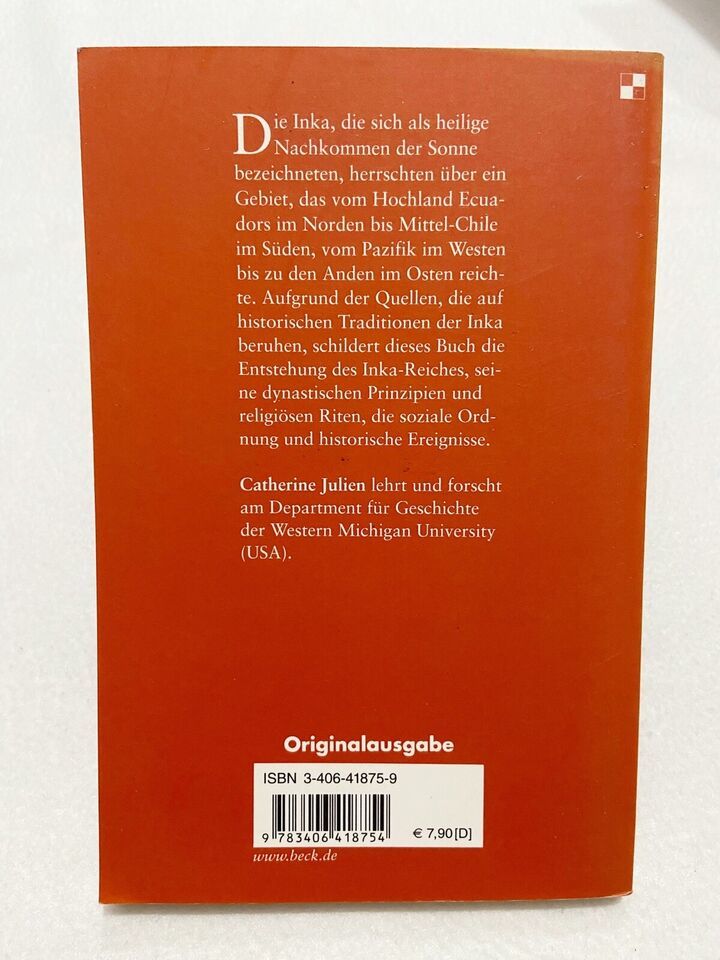 Die Inka, die sich als heilige
Nachkommen der Sonne
bezeichneten, herrschten über ein
Gebiet, das vom Hochland Ecua-
dors im Norden bis Mittel-Chile
im Süden, vom Pazifik im Westen
bis zu den Anden im Osten reich-
te. Aufgrund der Quellen, die auf
historischen Traditionen der Inka
beruhen, schildert dieses Buch die
Entstehung des Inka-Reiches, sei-
ne dynastischen Prinzipien und
religiösen Riten, die soziale Ord-
nung und historische Ereignisse.
Catherine Julien lehrt und forscht
am Department für Geschichte
der Western Michigan University
(USA).
Originalausgabe
ISBN 3-406-41875-9
9 783406 418754
€ 7,90 [D]
www.beck.de